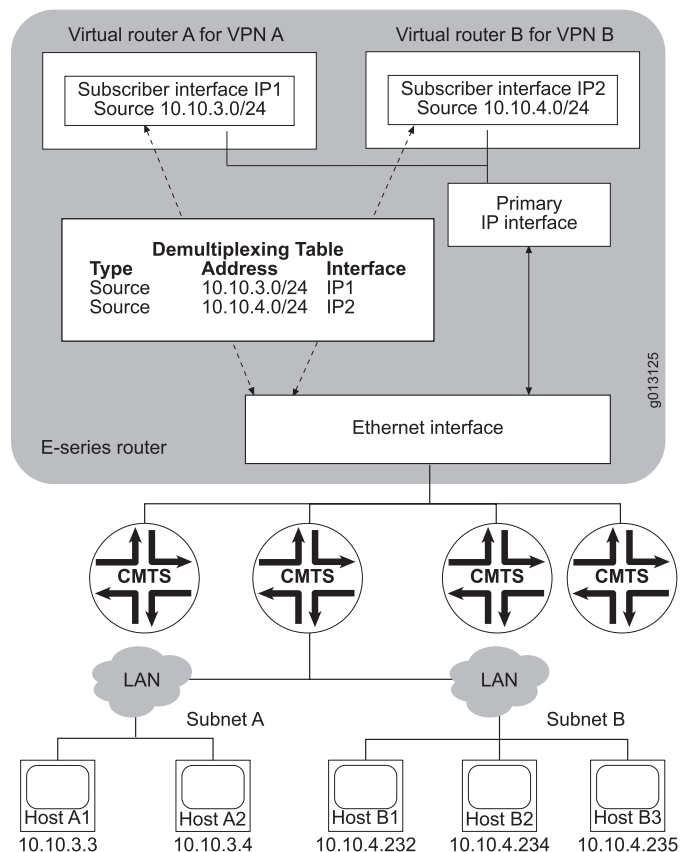 Virtual router A for VPN A
Virtual router B for VPN B
Subscriber interface IP1
Source 10.10.3.0/24
Subscriber interface IP2
Source 10.10.4.0/24
Primary
IP interface
Demultiplexing Table
Type Address Interface
Source 10.10.3.0/24 IP1
Source 10.10.4.0/24 IP2
g013125
Ethernet interface
E-series router
CMTS
CMTS
CMTS
CMTS
LAN
LAN
Subnet A
Subnet B
Host A1
Host A2
Host B1
Host B2
Host B3
10.10.3.3
10.10.3.4
10.10.4.232
10.10.4.234
10.10.4.235